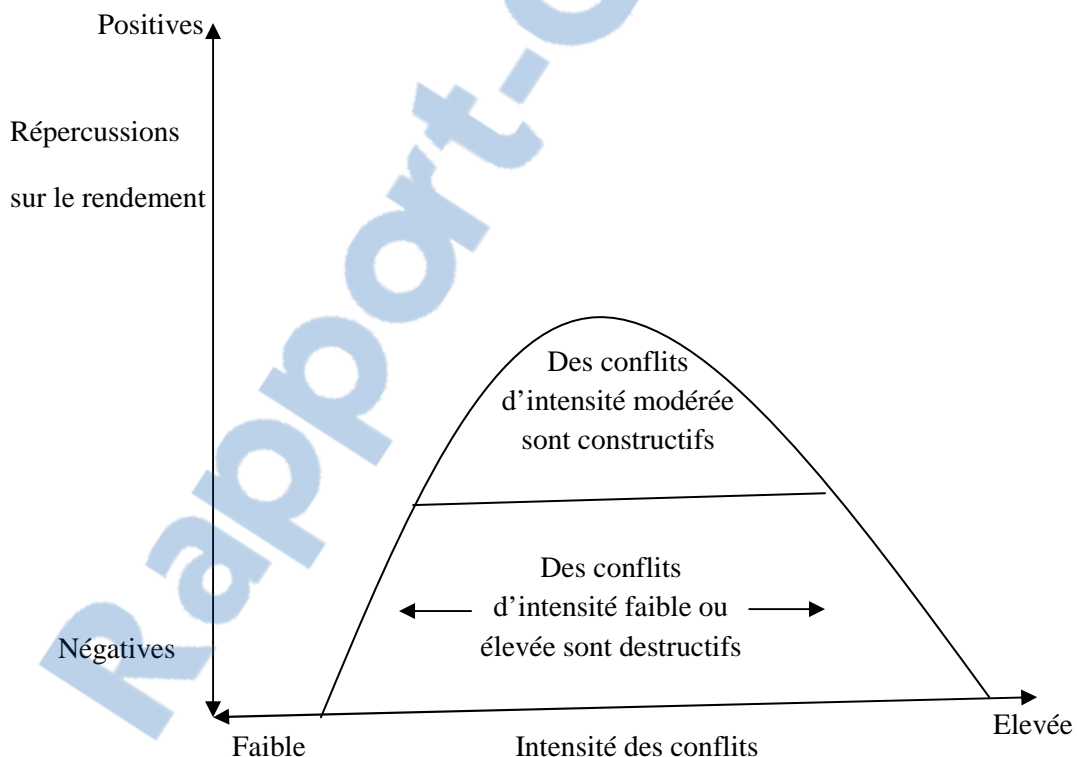 Positives
Répercussions
sur le rendement
Des conflits
d’intensité modérée
sont constructifs
Des conflits
d’intensité faible ou
élevée sont destructifs
Négatives
Elevée
Faible
Intensité des conflits
Rapport-